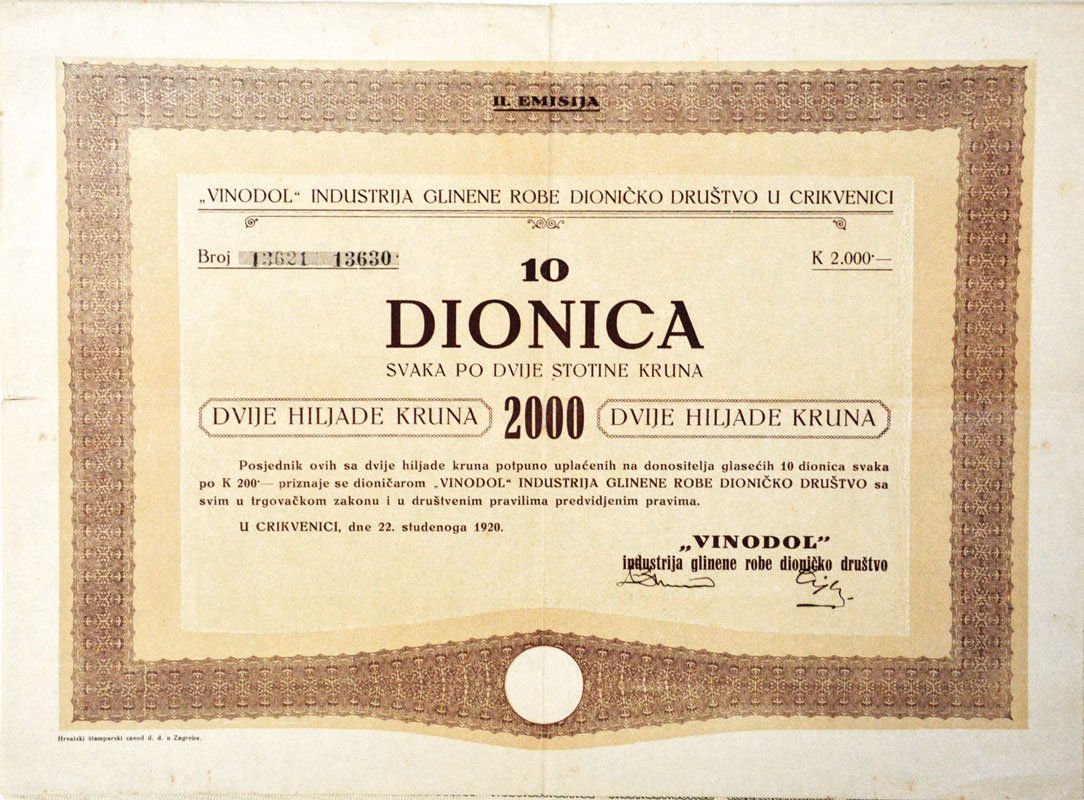 II. EMISIJA
„VINODOL“ INDUSTRIJA GLINENE ROBE DIONIČKO DRUŠTVO U CRIKVENICI
Broj 13621 13630·
K 2.000·—
10
DIONICA
SVAKA PO DVIJE STOTINE KRUNA
DVIJE HILJADE KRUNA 2000 DVIJE HILJADE KRUNA
Posjednik ovih sa dvije hiljade kruna potpuno uplaćenih na donositelja glasećih 10 dionica svaka
po K 200·— priznaje se dioničarom „VINODOL“ INDUSTRIJA GLINENE ROBE DIONIČKO DRUŠTVO sa
svim u trgovačkom zakonu i u društvenim pravilima predvidjenim pravima.
U CRIKVENICI, dne 22. studenoga 1920.
„VINODOL”
industrija glinene robe dioničko društvo
Hrvatski štamparski zavod d. d. u Zagrebu.